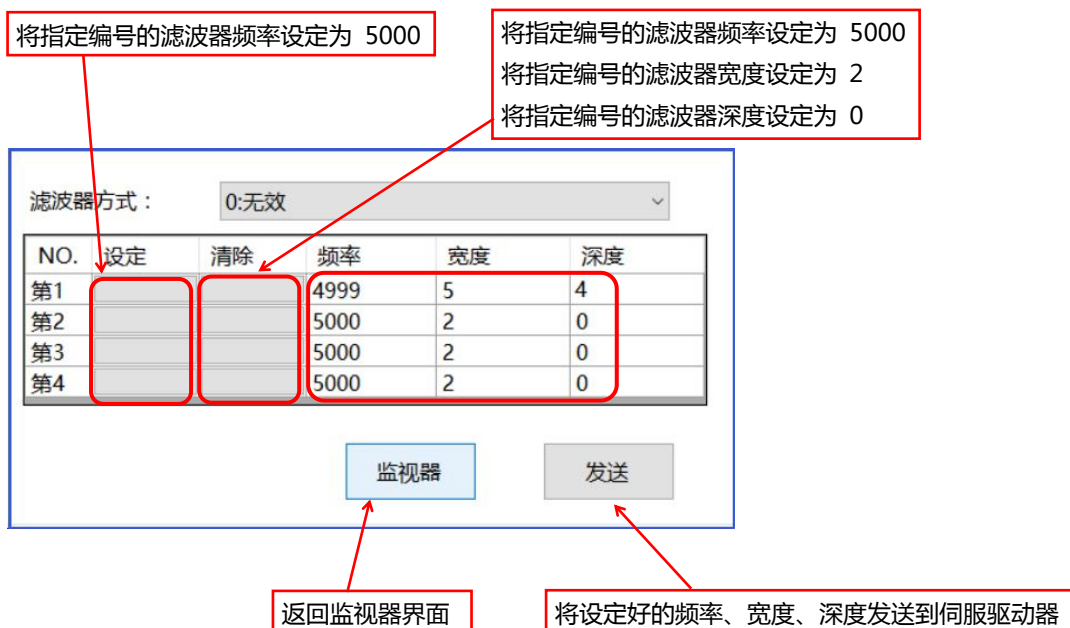 将指定编号的滤波器频率设定为 5000
将指定编号的滤波器频率设定为 5000
将指定编号的滤波器宽度设定为 2
将指定编号的滤波器深度设定为 0
滤波器方式： 0:无效
NO. 设定 清除 频率 宽度 深度
第1 4999 5 4
第2 5000 2 0
第3 5000 2 0
第4 5000 2 0
监视器 发送
返回监视器界面 将设定好的频率、宽度、深度发送到伺服驱动器